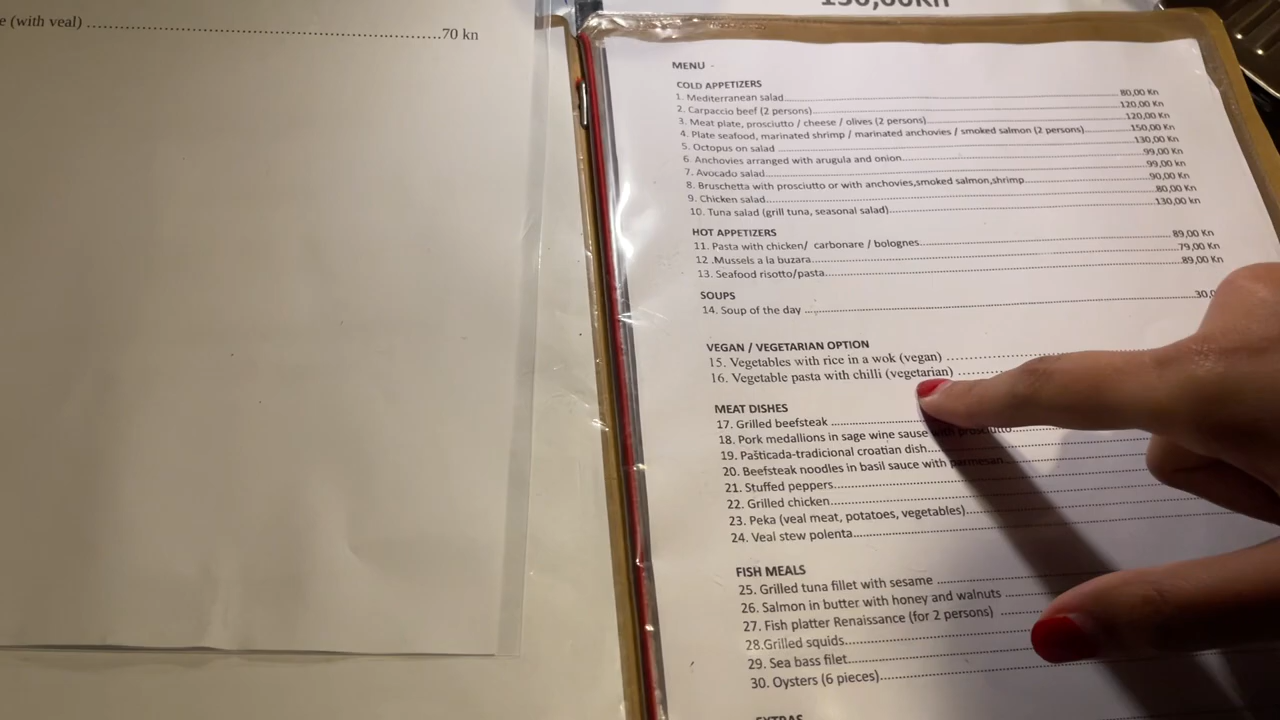 e (with veal) ........................................................................70 kn
130,00Kn
MENU -
COLD APPETIZERS
1. Mediterranean salad.......... 80,00 Kn
2. Carpaccio beef (2 persons).......... 120,00 Kn
3. Meat plate, prosciutto / cheese / olives (2 persons).......... 120,00 Kn
4. Plate seafood, marinated shrimp / marinated anchovies / smoked salmon (2 persons).......... 150,00 Kn
5. Octopus on salad .......... 130,00 Kn
6. Anchovies arranged with arugula and onion.......... 99,00 Kn
7. Avocado salad.......... 99,00 kn
8. Bruschetta with prosciutto or with anchovies,smoked salmon,shrimp.......... 90,00 Kn
9. Chicken salad.......... 80,00 Kn
10. Tuna salad (grill tuna, seasonal salad).......... 130,00 kn
HOT APPETIZERS
11. Pasta with chicken/ carbonare / bolognes.......... 89,00 Kn
12 .Mussels a la buzara.......... 79,00 Kn
13. Seafood risotto/pasta.......... 89,00 Kn
SOUPS
14. Soup of the day .......... 30,0
VEGAN / VEGETARIAN OPTION
15. Vegetables with rice in a wok (vegan) ..........
16. Vegetable pasta with chilli (vegetarian) ..........
MEAT DISHES
17. Grilled beefsteak ..........
18. Pork medallions in sage wine sause with prosciutto..........
19. Pašticada-tradicional croatian dish..........
20. Beefsteak noodles in basil sauce with parmesan..........
21. Stuffed peppers..........
22. Grilled chicken..........
23. Peka (veal meat, potatoes, vegetables)..........
24. Veal stew polenta..........
FISH MEALS
25. Grilled tuna fillet with sesame ..........
26. Salmon in butter with honey and walnuts ..........
27. Fish platter Renaissance (for 2 persons) ..........
28.Grilled squids..........
29. Sea bass filet..........
30. Oysters (6 pieces)..........
EXTRAS